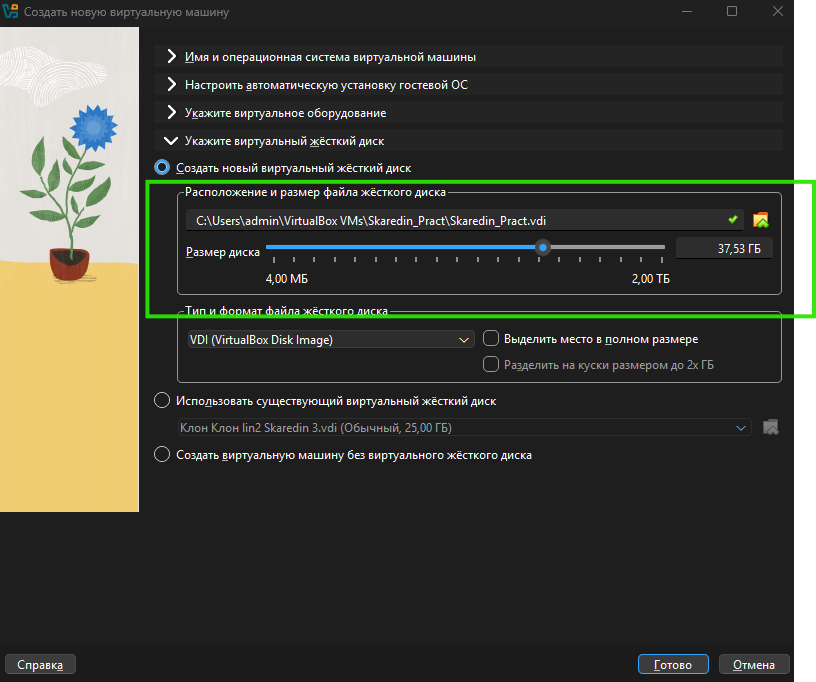 Создать новую виртуальную машину
Имя и операционная система виртуальной машины
Настроить автоматическую установку гостевой ОС
Укажите виртуальное оборудование
Укажите виртуальный жёсткий диск
Создать новый виртуальный жёсткий диск
Расположение и размер файла жёсткого диска
C:\Users\admin\VirtualBox VMs\Skaredin_Pract\Skaredin_Pract.vdi
Размер диска
37,53 ГБ
4,00 МБ 2,00 ТБ
Тип и формат файла жёсткого диска
VDI (VirtualBox Disk Image) Выделить место в полном размере
Разделить на куски размером до 2х ГБ
Использовать существующий виртуальный жёсткий диск
Клон Клон lin2 Skaredin 3.vdi (Обычный, 25,00 ГБ)
Создать виртуальную машину без виртуального жёсткого диска
Справка Готово Отмена